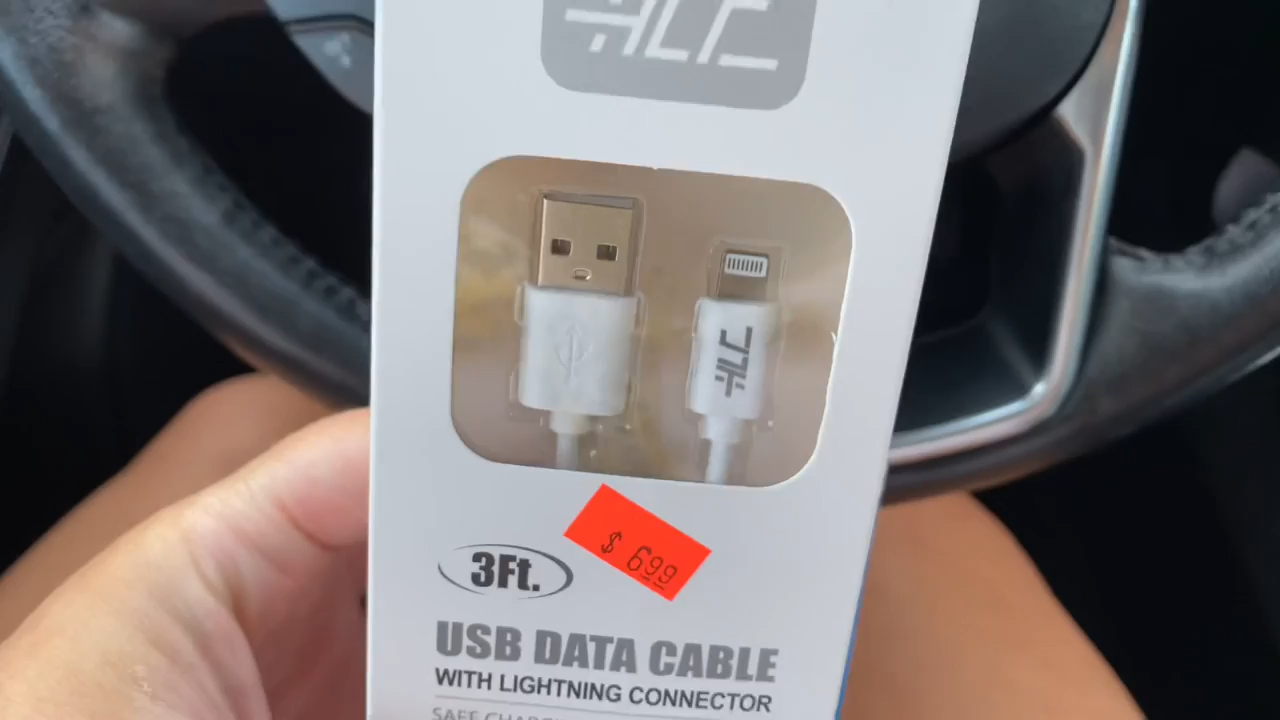 $ 6.99
3Ft.
USB DATA CABLE
WITH LIGHTNING CONNECTOR